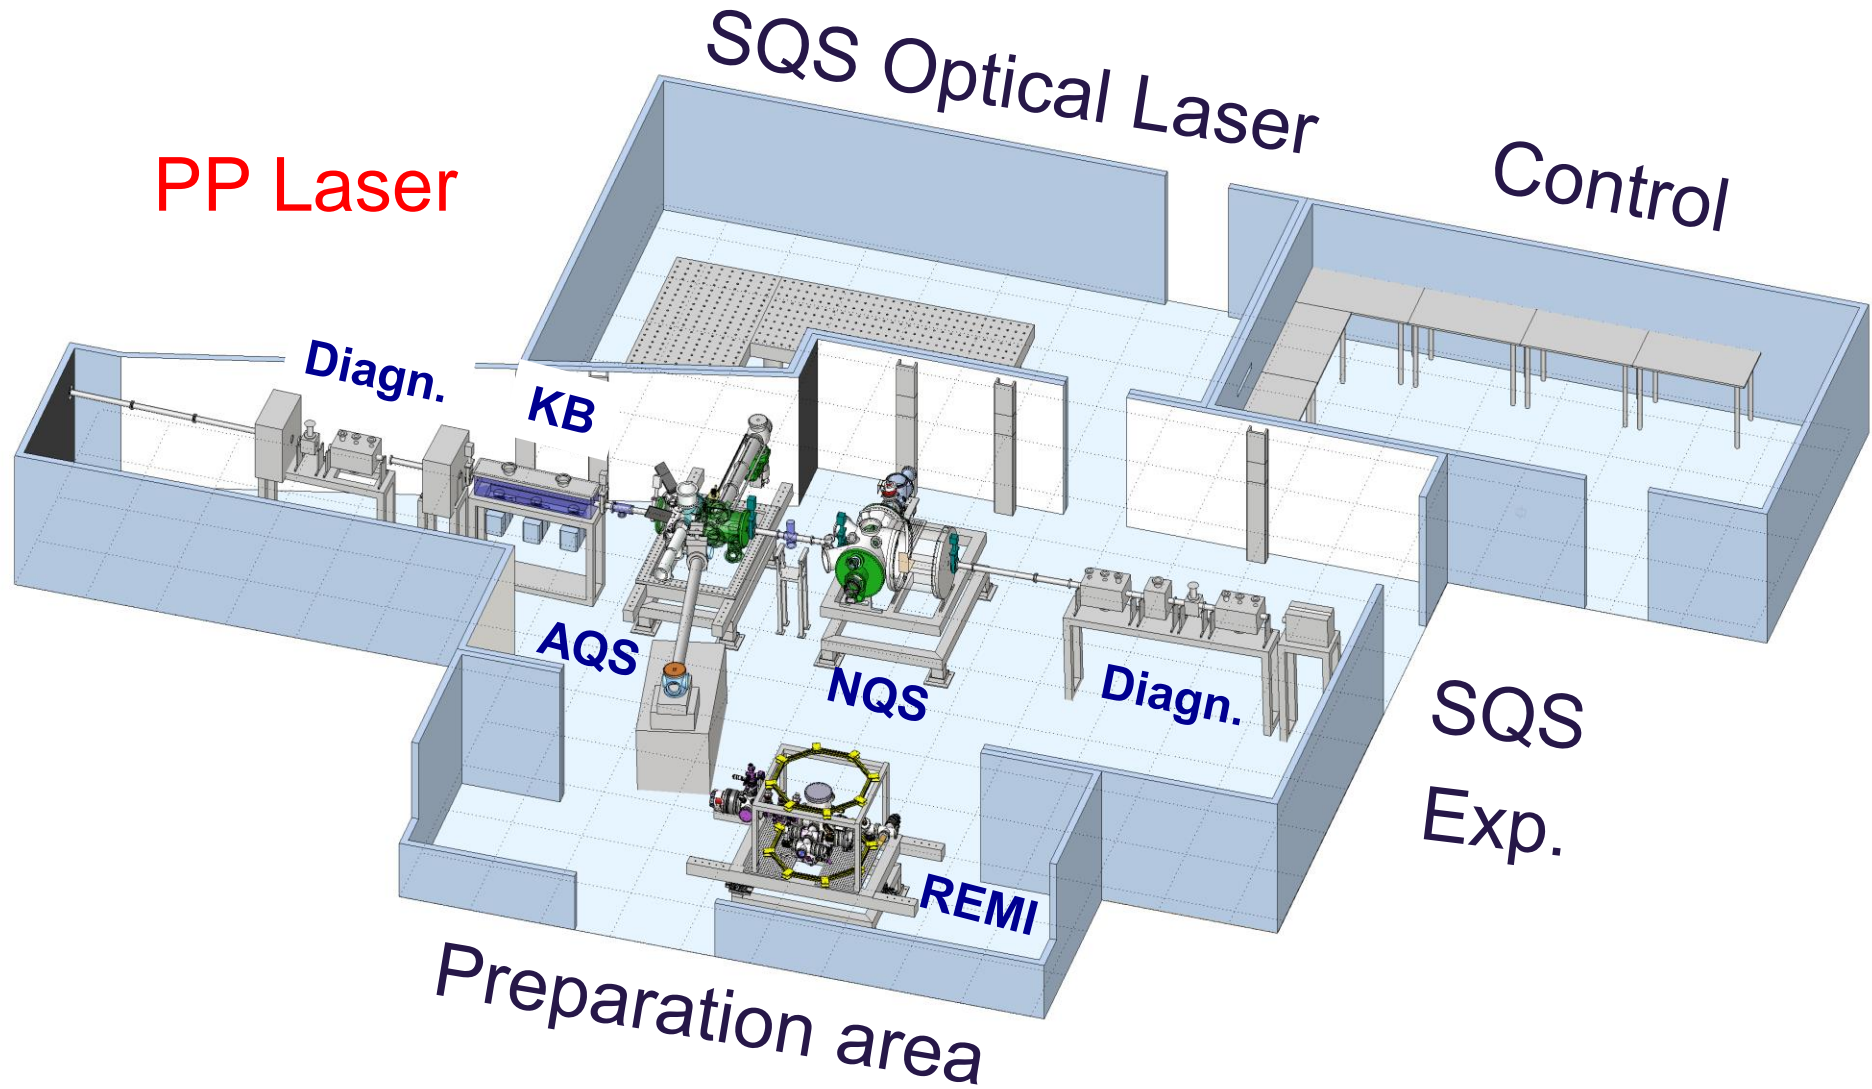 SQS Optical Laser
PP Laser
Control
Diagn.
KB
AQS
NQS
Diagn.
SQS
Exp.
REMI
Preparation area